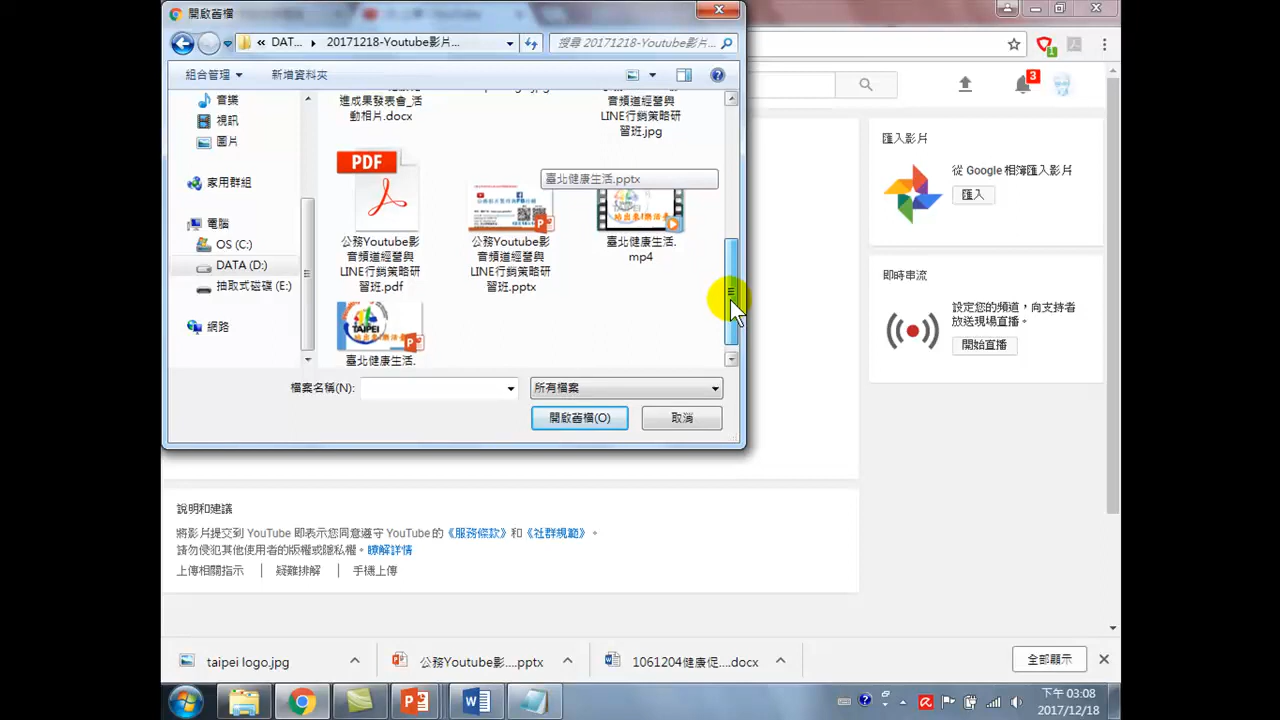 開啟舊檔
« DAT... ▸ 20171218-Youtube影片...
搜尋 20171218-Youtube影片...
組合管理 ▼ 新增資料夾
音樂
視訊
圖片
家用群組
電腦
OS (C:)
DATA (D:)
抽取式磁碟 (E:)
網路
進成果發表會_活
動相片.docx
音頻道經營與
LINE行銷策略研
習班.jpg
PDF
公務Youtube影
音頻道經營與
LINE行銷策略研
習班.pdf
公務Youtube影
音頻道經營與
LINE行銷策略研
習班.pptx
臺北健康生活.pptx
臺北健康生活.
mp4
TAIPEI
臺北健康生活.
檔案名稱(N):
所有檔案
開啟舊檔(O)
取消
3
1
匯入影片
從 Google 相簿匯入影片
匯入
即時串流
設定您的頻道，向支持者
放送現場直播。
開始直播
說明和建議
將影片提交到 YouTube 即表示您同意遵守 YouTube 的《服務條款》和《社群規範》。
請勿侵犯其他使用者的版權或隱私權。瞭解詳情
上傳相關指示 | 疑難排解 | 手機上傳
taipei logo.jpg
公務Youtube影....pptx
1061204健康促....docx
全部顯示
下午 03:08
2017/12/18